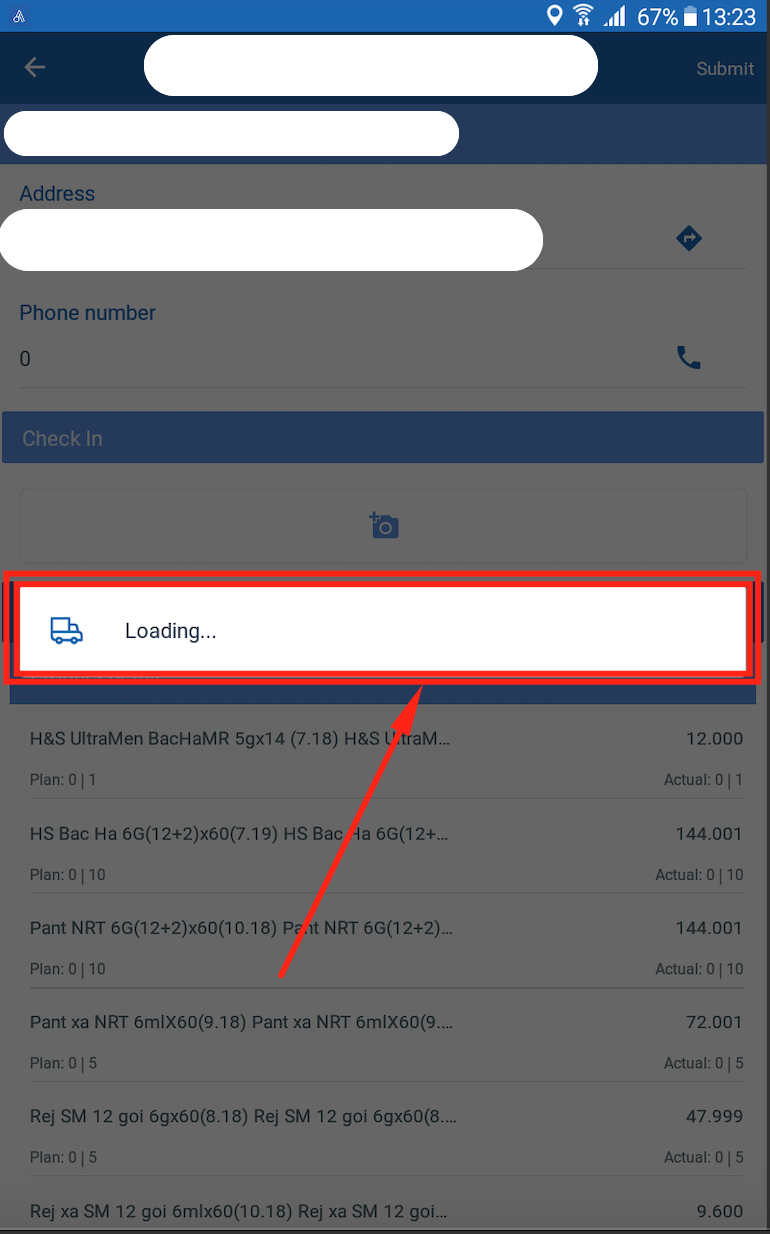 67% 13:23
Submit
Address
Phone number
0
Check In
Loading...
H&S UltraMen BacHaMR 5gx14 (7.18) H&S UltraM... 12.000
Plan: 0 | 1 Actual: 0 | 1
HS Bac Ha 6G(12+2)x60(7.19) HS Bac Ha 6G(12+... 144.001
Plan: 0 | 10 Actual: 0 | 10
Pant NRT 6G(12+2)x60(10.18) Pant NRT 6G(12+2)... 144.001
Plan: 0 | 10 Actual: 0 | 10
Pant xa NRT 6mlX60(9.18) Pant xa NRT 6mlX60(9.... 72.001
Plan: 0 | 5 Actual: 0 | 5
Rej SM 12 goi 6gx60(8.18) Rej SM 12 goi 6gx60(8.... 47.999
Plan: 0 | 5 Actual: 0 | 5
Rej xa SM 12 goi 6mlx60(10.18) Rej xa SM 12 goi... 9.600